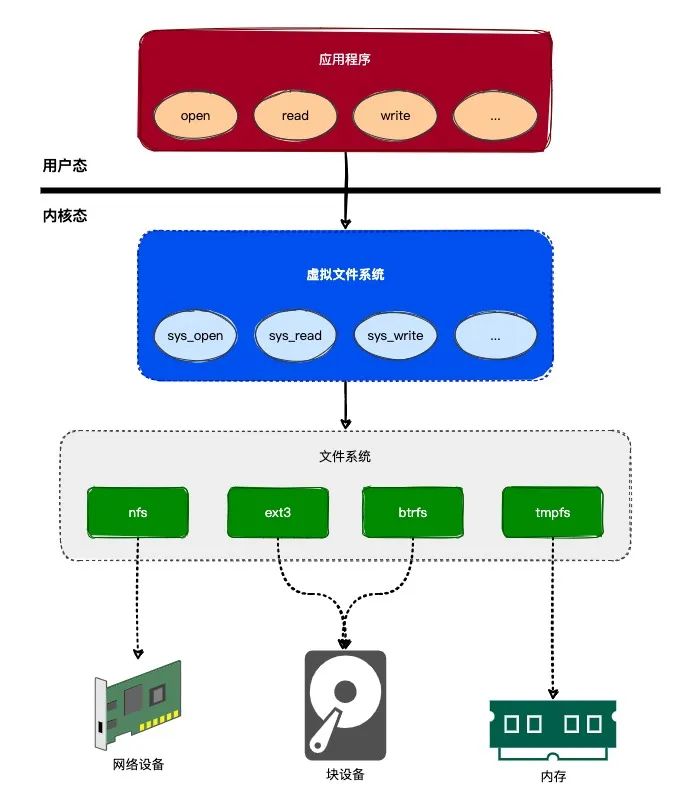 应用程序
open read write ...
用户态
内核态
虚拟文件系统
sys_open sys_read sys_write ...
文件系统
nfs ext3 btrfs tmpfs
网络设备 块设备 内存